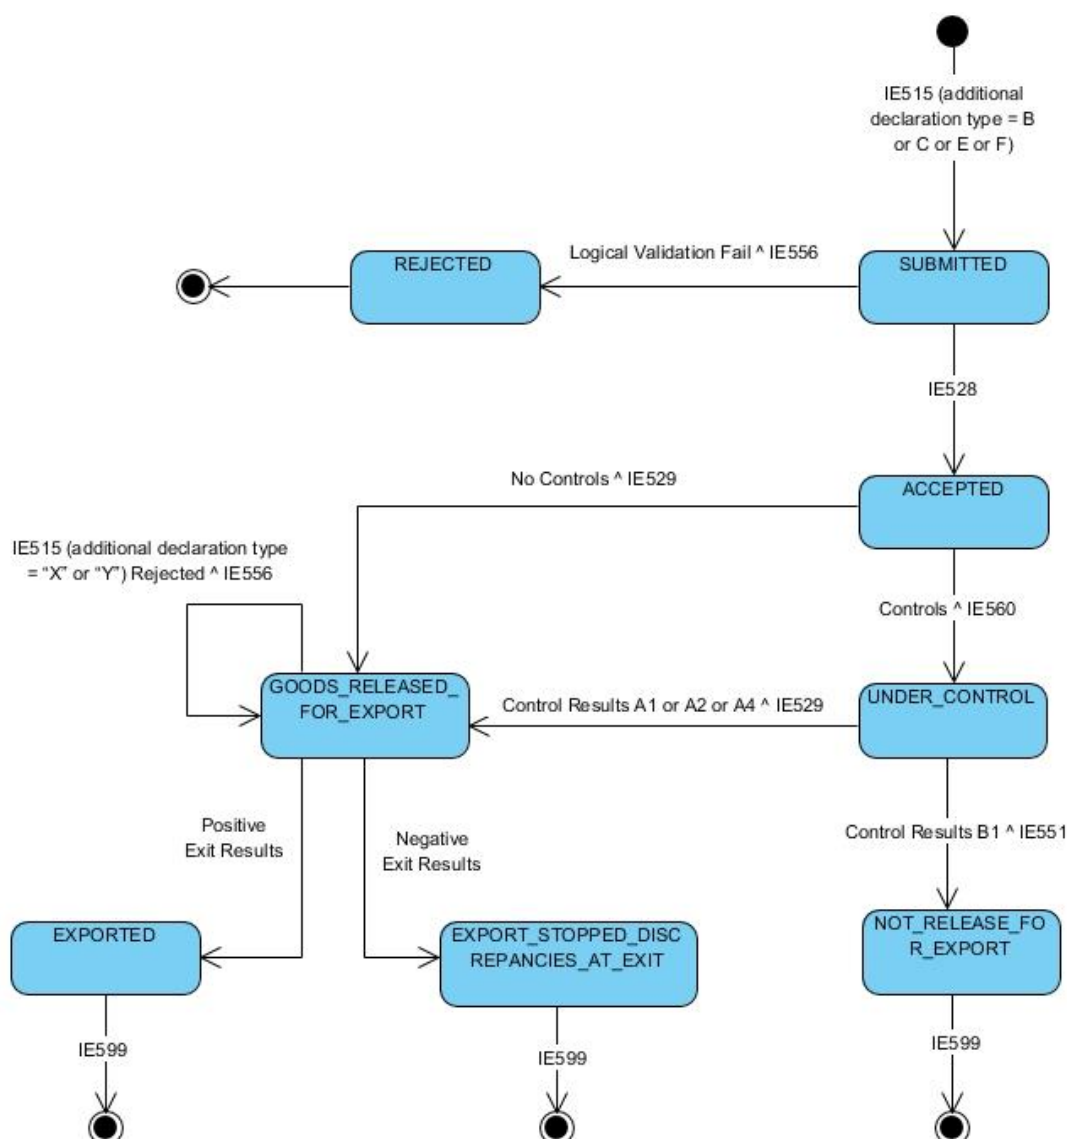 IE515 (additional
declaration type = B
or C or E or F)
Logical Validation Fail ^ IE556
REJECTED
SUBMITTED
IE528
No Controls ^ IE529
ACCEPTED
IE515 (additional declaration type
= “X” or “Y”) Rejected ^ IE556
Controls ^ IE560
GOODS_RELEASED_
FOR_EXPORT
Control Results A1 or A2 or A4 ^ IE529
UNDER_CONTROL
Positive
Exit Results
Negative
Exit Results
Control Results B1 ^ IE551
EXPORTED
EXPORT_STOPPED_DISC
REPANCIES_AT_EXIT
NOT_RELEASE_FO
R_EXPORT
IE599
IE599
IE599